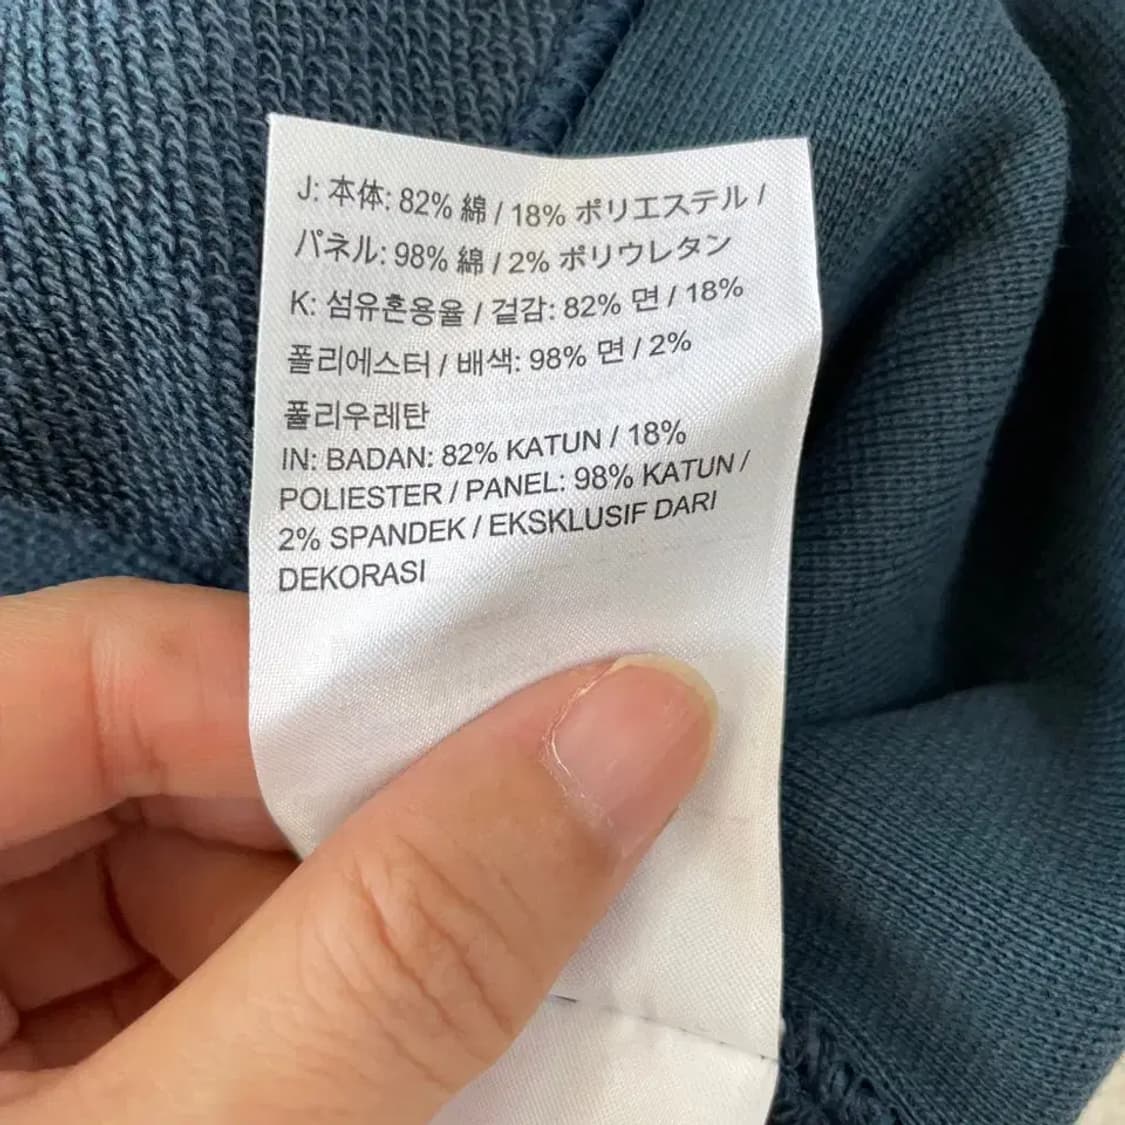 J: 本体: 82% 綿 / 18% ポリエステル /
パネル: 98% 綿 / 2% ポリウレタン
K: 섬유혼용율 / 겉감: 82% 면 / 18%
폴리에스터 / 배색: 98% 면 / 2%
폴리우레탄
IN: BADAN: 82% KATUN / 18%
POLIESTER / PANEL: 98% KATUN /
2% SPANDEK / EKSKLUSIF DARI
DEKORASI